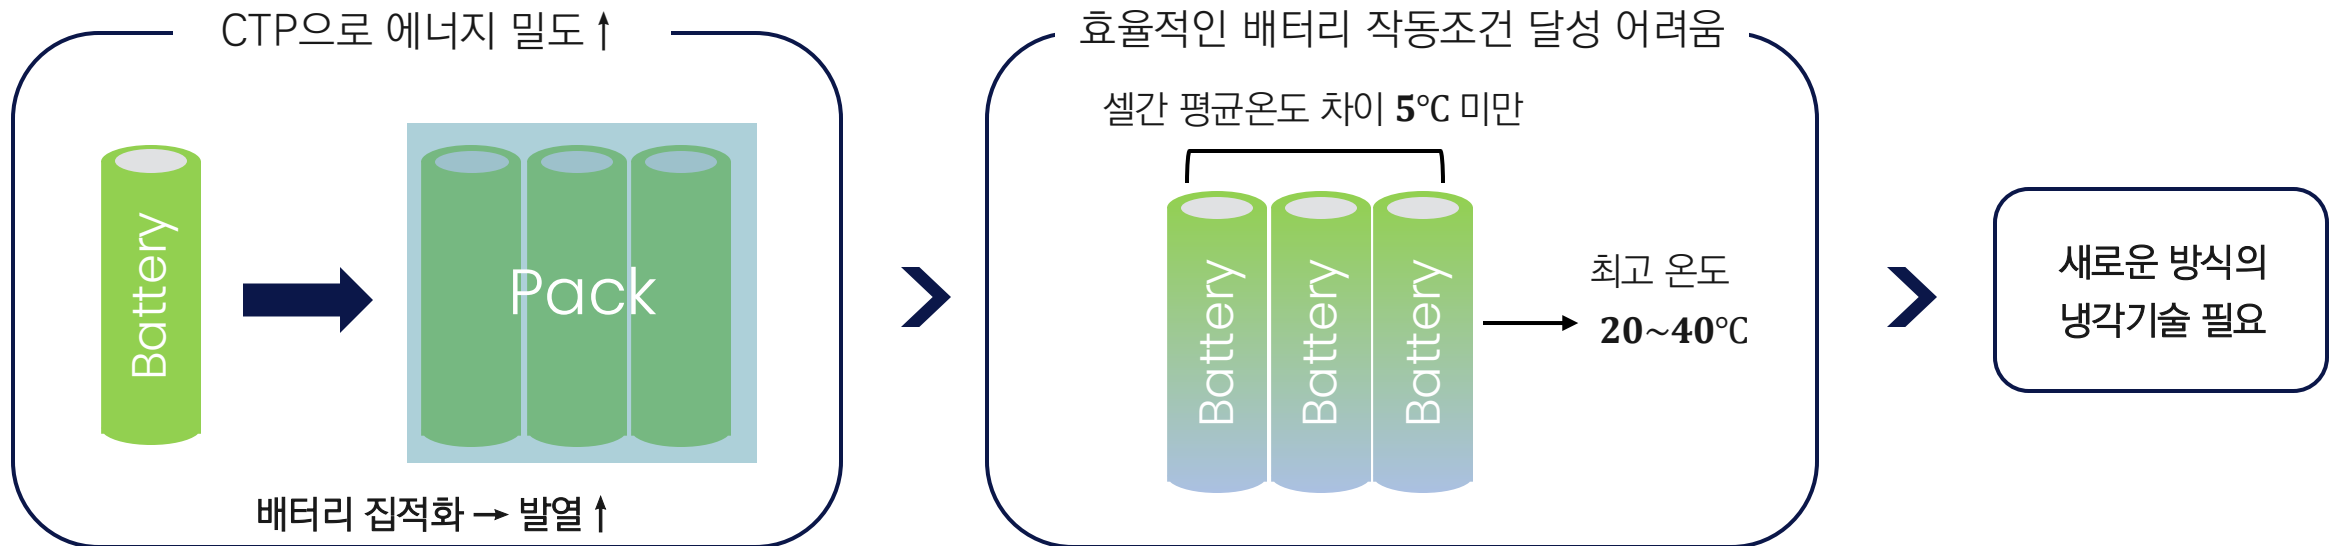 CTP으로 에너지 밀도 ↑
Battery
Pack
배터리 집적화 → 발열 ↑
효율적인 배터리 작동조건 달성 어려움
셀간 평균온도 차이 5℃ 미만
Battery
Battery
Battery
최고 온도
20~40℃
새로운 방식의
냉각기술 필요